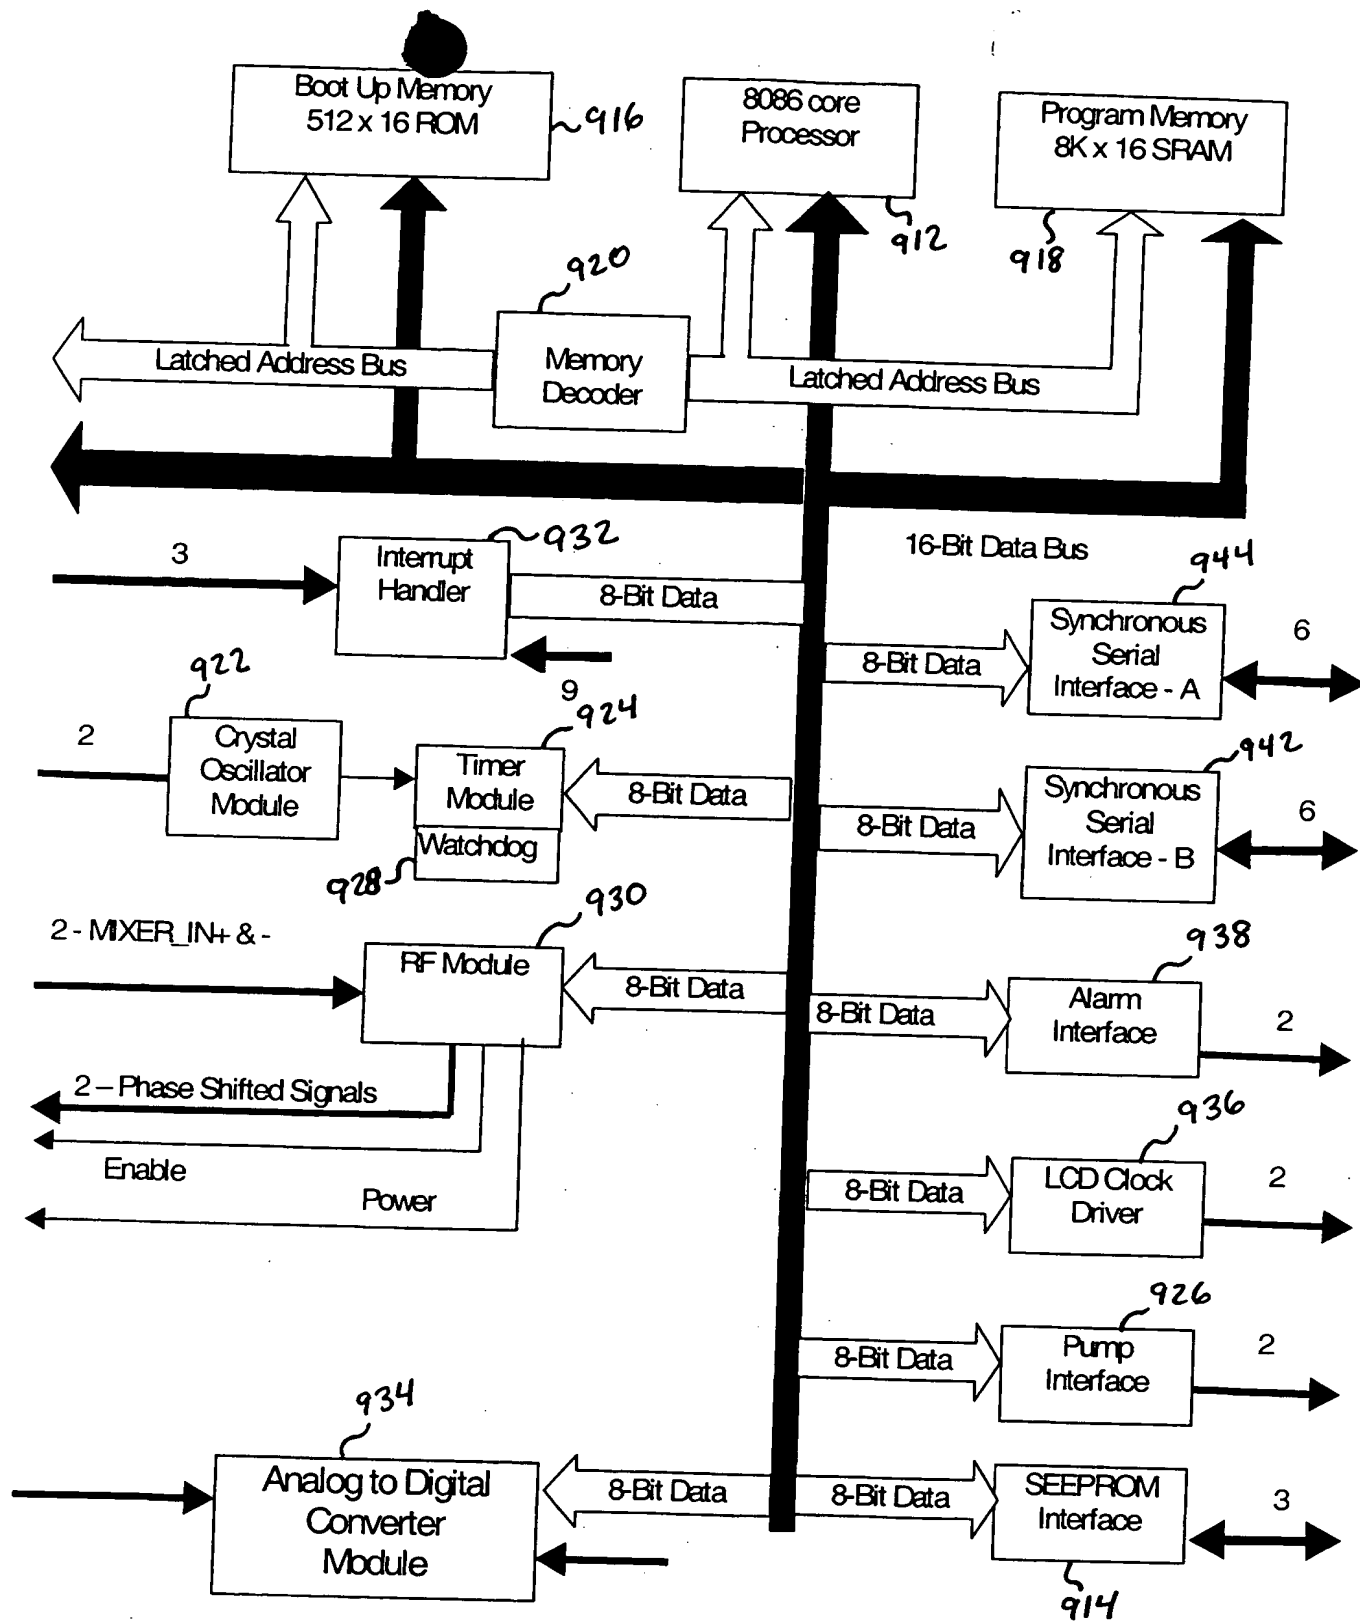 Boot Up Memory
512 x 16 ROM
916
8086 core
Processor
912
Program Memory
8K x 16 SRAM
918
920
Memory
Decoder
Latched Address Bus
Latched Address Bus
16-Bit Data Bus
932
3
Interrupt
Handler
8-Bit Data
9
944
Synchronous
Serial
Interface - A
8-Bit Data
6
922
2
Crystal
Oscillator
Module
924
Timer
Module
Watchdog
928
8-Bit Data
942
8-Bit Data
Synchronous
Serial
Interface - B
6
930
2 - MIXER_IN+ & -
RF Module
8-Bit Data
2 – Phase Shifted Signals
Enable
Power
938
8-Bit Data
Alarm
Interface
2
936
8-Bit Data
LCD Clock
Driver
2
926
8-Bit Data
Pump
Interface
2
934
Analog to Digital
Converter
Module
8-Bit Data
8-Bit Data
SEEPROM
Interface
3
914